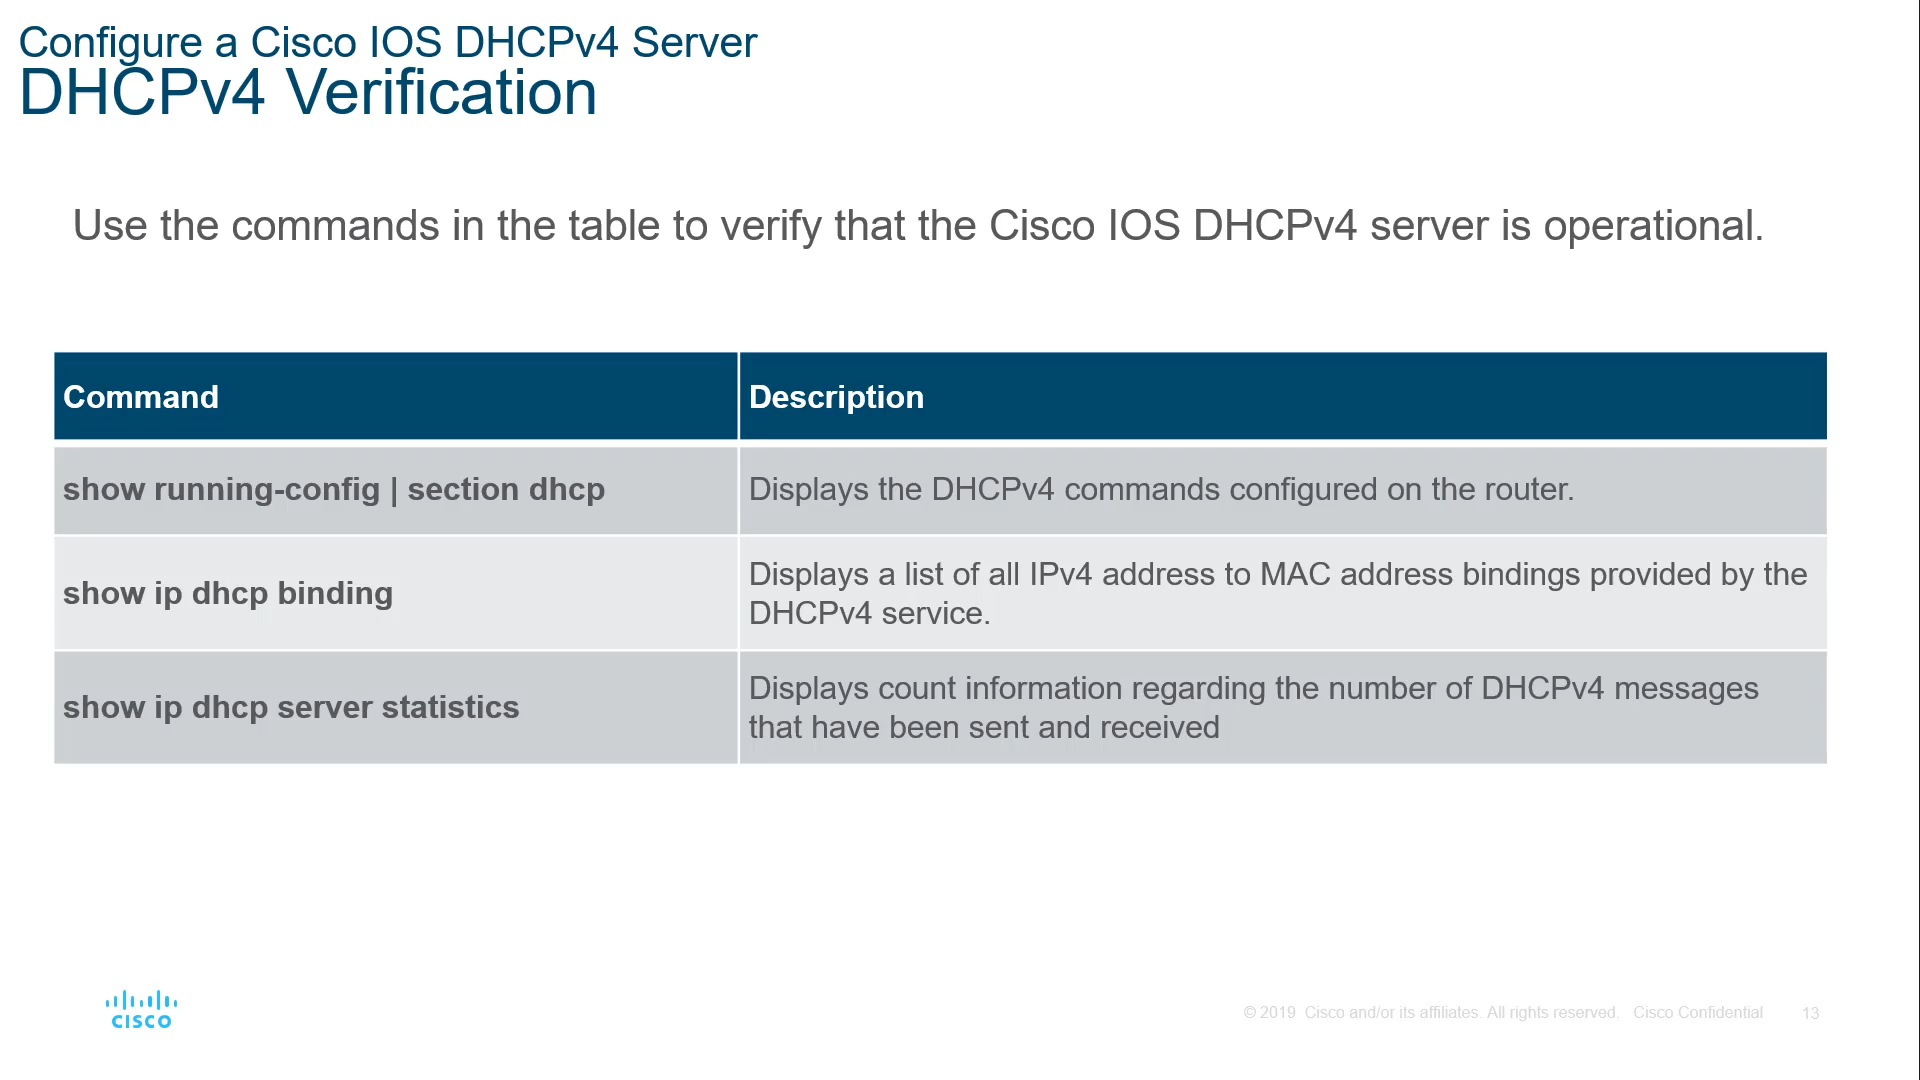 Configure a Cisco IOS DHCPv4 Server
DHCPv4 Verification
Use the commands in the table to verify that the Cisco IOS DHCPv4 server is operational.
Command
Description
show running-config | section dhcp
Displays the DHCPv4 commands configured on the router.
show ip dhcp binding
Displays a list of all IPv4 address to MAC address bindings provided by the
DHCPv4 service.
show ip dhcp server statistics
Displays count information regarding the number of DHCPv4 messages
that have been sent and received
CISCO
© 2019 Cisco and/or its affiliates. All rights reserved. Cisco Confidential
13